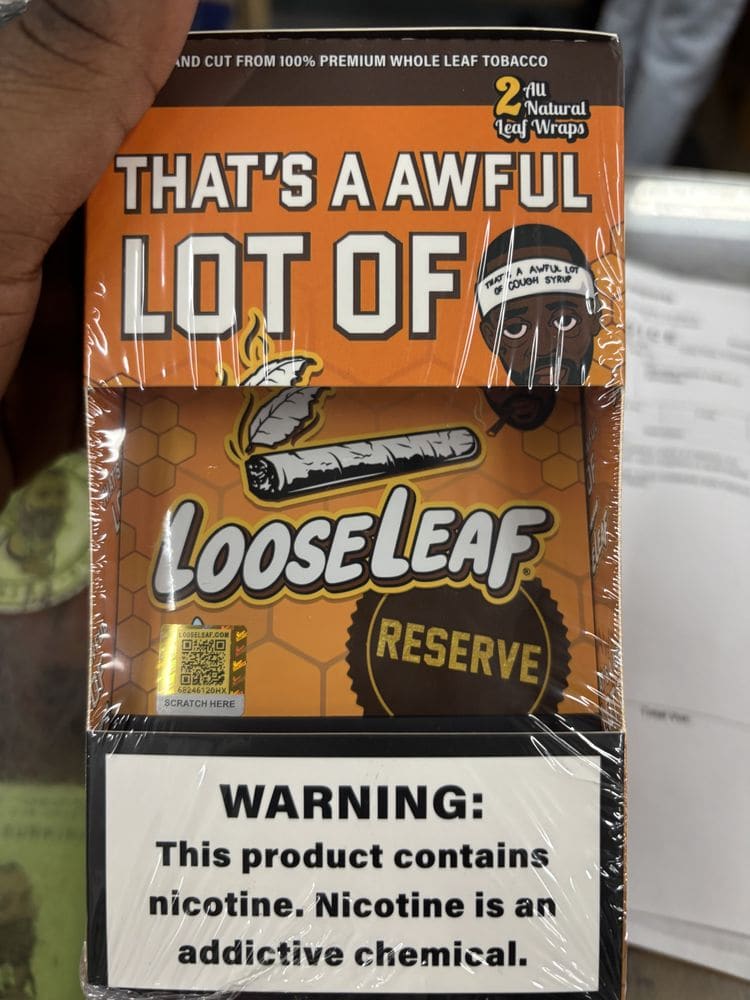 AND CUT FROM 100% PREMIUM WHOLE LEAF TOBACCO
2 All
Natural
Leaf Wraps
THAT'S A AWFUL
LOT OF
THAT'S A AWFUL LOT
OF COUGH SYRUP
LOOSELEAF®
RESERVE
LOOSELEAF.COM
68246120HX
SCRATCH HERE
WARNING:
This product contains
nicotine. Nicotine is an
addictive chemical.